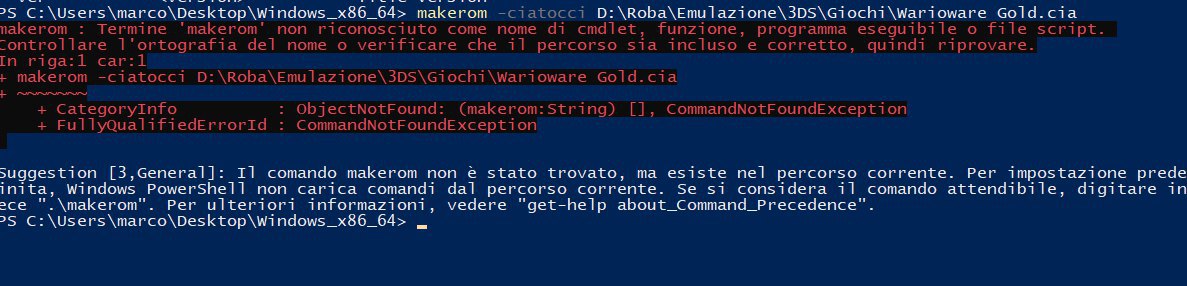 PS C:\Users\marco\Desktop\Windows_x86_64> makerom -ciatocci D:\Roba\Emulazione\3DS\Giochi\Warioware Gold.cia
makerom : Termine 'makerom' non riconosciuto come nome di cmdlet, funzione, programma eseguibile o file script.
Controllare l'ortografia del nome o verificare che il percorso sia incluso e corretto, quindi riprovare.
In riga:1 car:1
+ makerom -ciatocci D:\Roba\Emulazione\3DS\Giochi\Warioware Gold.cia
+ ~~~~~~~
    + CategoryInfo          : ObjectNotFound: (makerom:String) [], CommandNotFoundException
    + FullyQualifiedErrorId : CommandNotFoundException
Suggestion [3,General]: Il comando makerom non è stato trovato, ma esiste nel percorso corrente. Per impostazione prede
inita, Windows PowerShell non carica comandi dal percorso corrente. Se si considera il comando attendibile, digitare in
ece ".\makerom". Per ulteriori informazioni, vedere "get-help about_Command_Precedence".
PS C:\Users\marco\Desktop\Windows_x86_64>